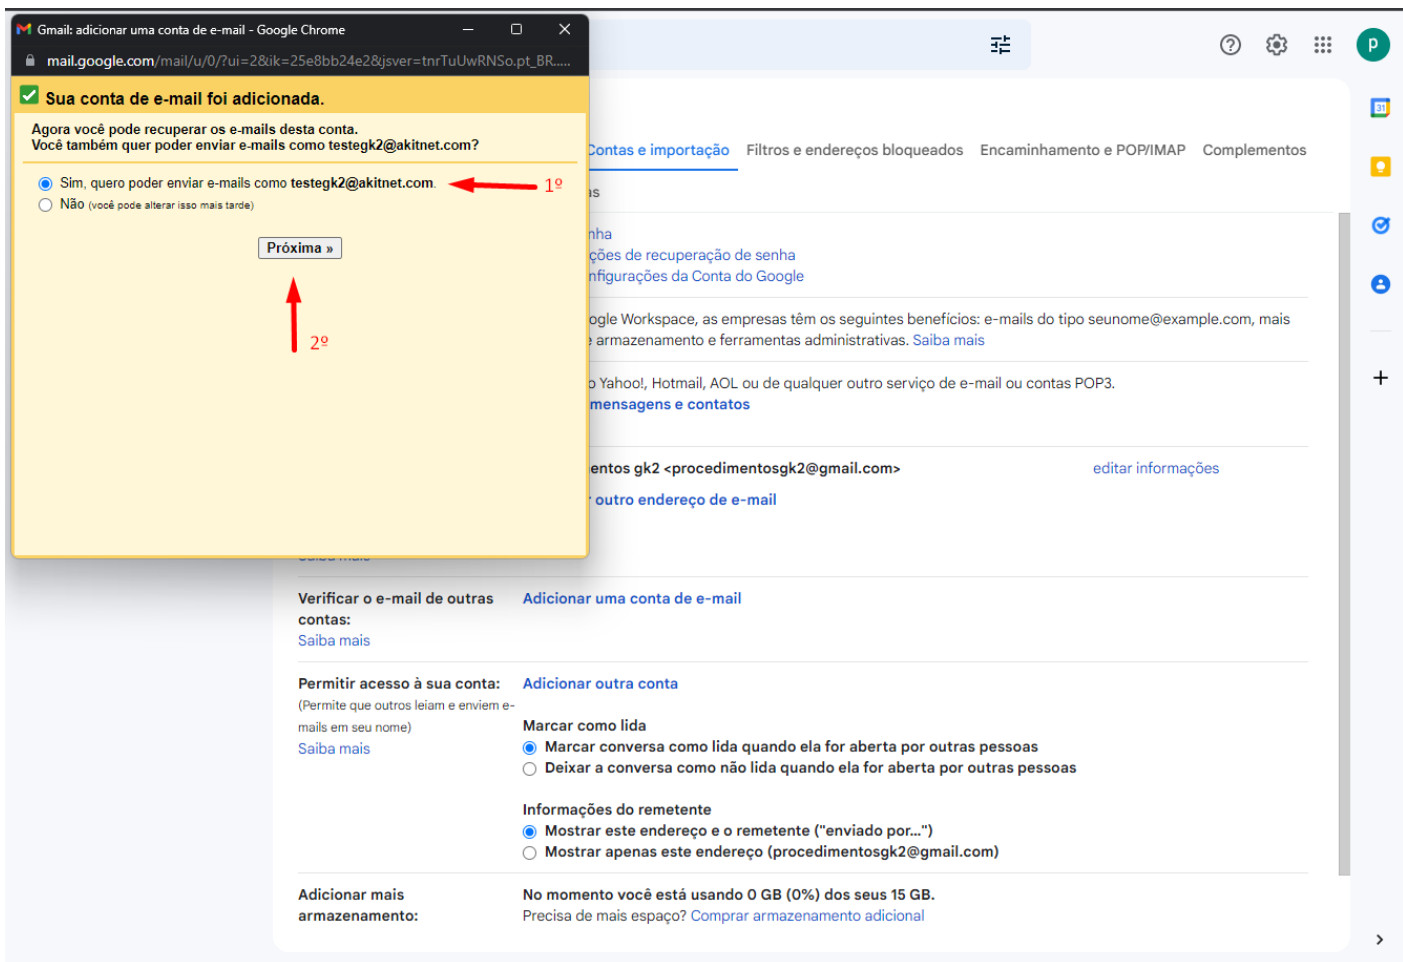 Gmail: adicionar uma conta de e-mail - Google Chrome
mail.google.com/mail/u/0/?ui=2&ik=25e8bb24e2&jsver=tnrTuUwRNSo.pt_BR.....
Sua conta de e-mail foi adicionada.
Agora você pode recuperar os e-mails desta conta.
Você também quer poder enviar e-mails como testegk2@akitnet.com?
Sim, quero poder enviar e-mails como testegk2@akitnet.com.
1º
Não (você pode alterar isso mais tarde)
Próxima »
2º
p
31
Contas e importação Filtros e endereços bloqueados Encaminhamento e POP/IMAP Complementos
as
nha
ções de recuperação de senha
nfigurações da Conta do Google
ogle Workspace, as empresas têm os seguintes benefícios: e-mails do tipo seunome@example.com, mais
e armazenamento e ferramentas administrativas. Saiba mais
o Yahoo!, Hotmail, AOL ou de qualquer outro serviço de e-mail ou contas POP3.
mensagens e contatos
entos gk2 <procedimentosgk2@gmail.com> editar informações
r outro endereço de e-mail
Saiba mais
Verificar o e-mail de outras
contas:
Saiba mais
Adicionar uma conta de e-mail
Permitir acesso à sua conta:
(Permite que outros leiam e enviem e-
mails em seu nome)
Saiba mais
Adicionar outra conta
Marcar como lida
Marcar conversa como lida quando ela for aberta por outras pessoas
Deixar a conversa como não lida quando ela for aberta por outras pessoas
Informações do remetente
Mostrar este endereço e o remetente ("enviado por...")
Mostrar apenas este endereço (procedimentosgk2@gmail.com)
Adicionar mais
armazenamento:
No momento você está usando 0 GB (0%) dos seus 15 GB.
Precisa de mais espaço? Comprar armazenamento adicional